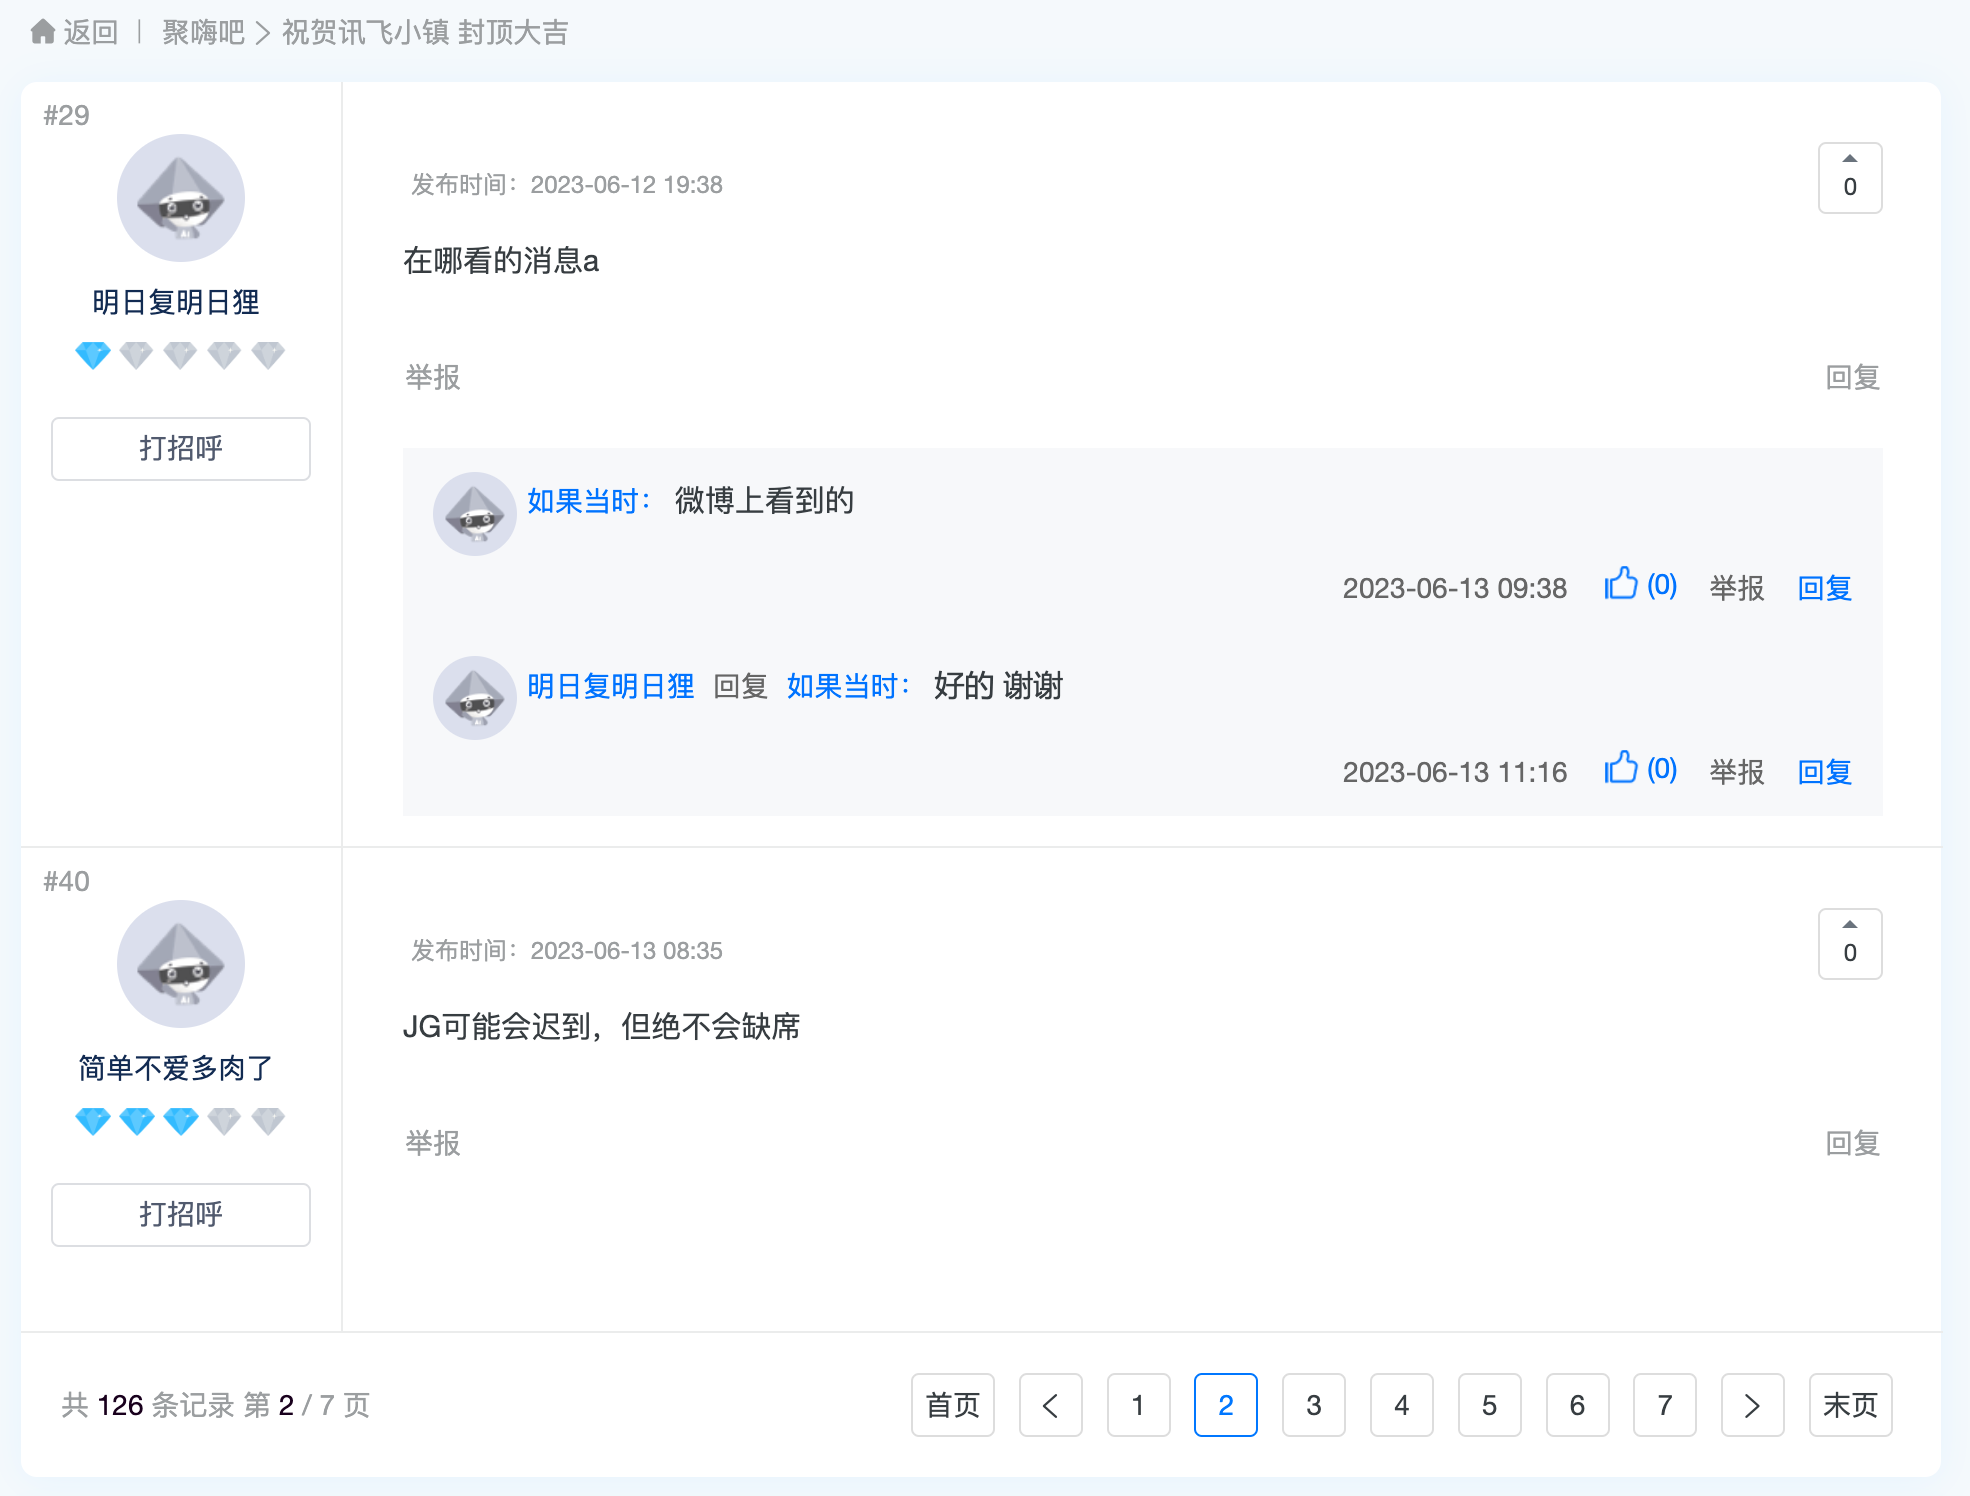 返回 | 聚嗨吧 > 祝贺讯飞小镇 封顶大吉
#29
明日复明日狸
打招呼
发布时间：2023-06-12 19:38
0
在哪看的消息a
举报 回复
如果当时： 微博上看到的
2023-06-13 09:38 (0) 举报 回复
明日复明日狸 回复 如果当时： 好的 谢谢
2023-06-13 11:16 (0) 举报 回复
#40
简单不爱多肉了
打招呼
发布时间：2023-06-13 08:35
0
JG可能会迟到，但绝不会缺席
举报 回复
共 126 条记录 第 2 / 7 页
首页 < 1 2 3 4 5 6 7 > 末页